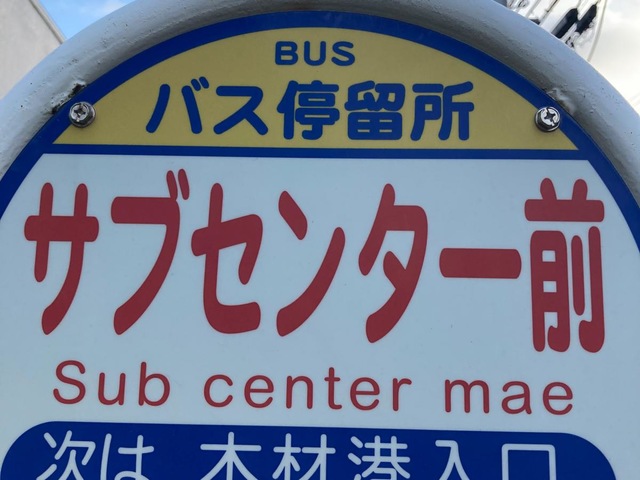 BUS
バス停留所
サブセンター前
Sub center mae
次は 木材港入口